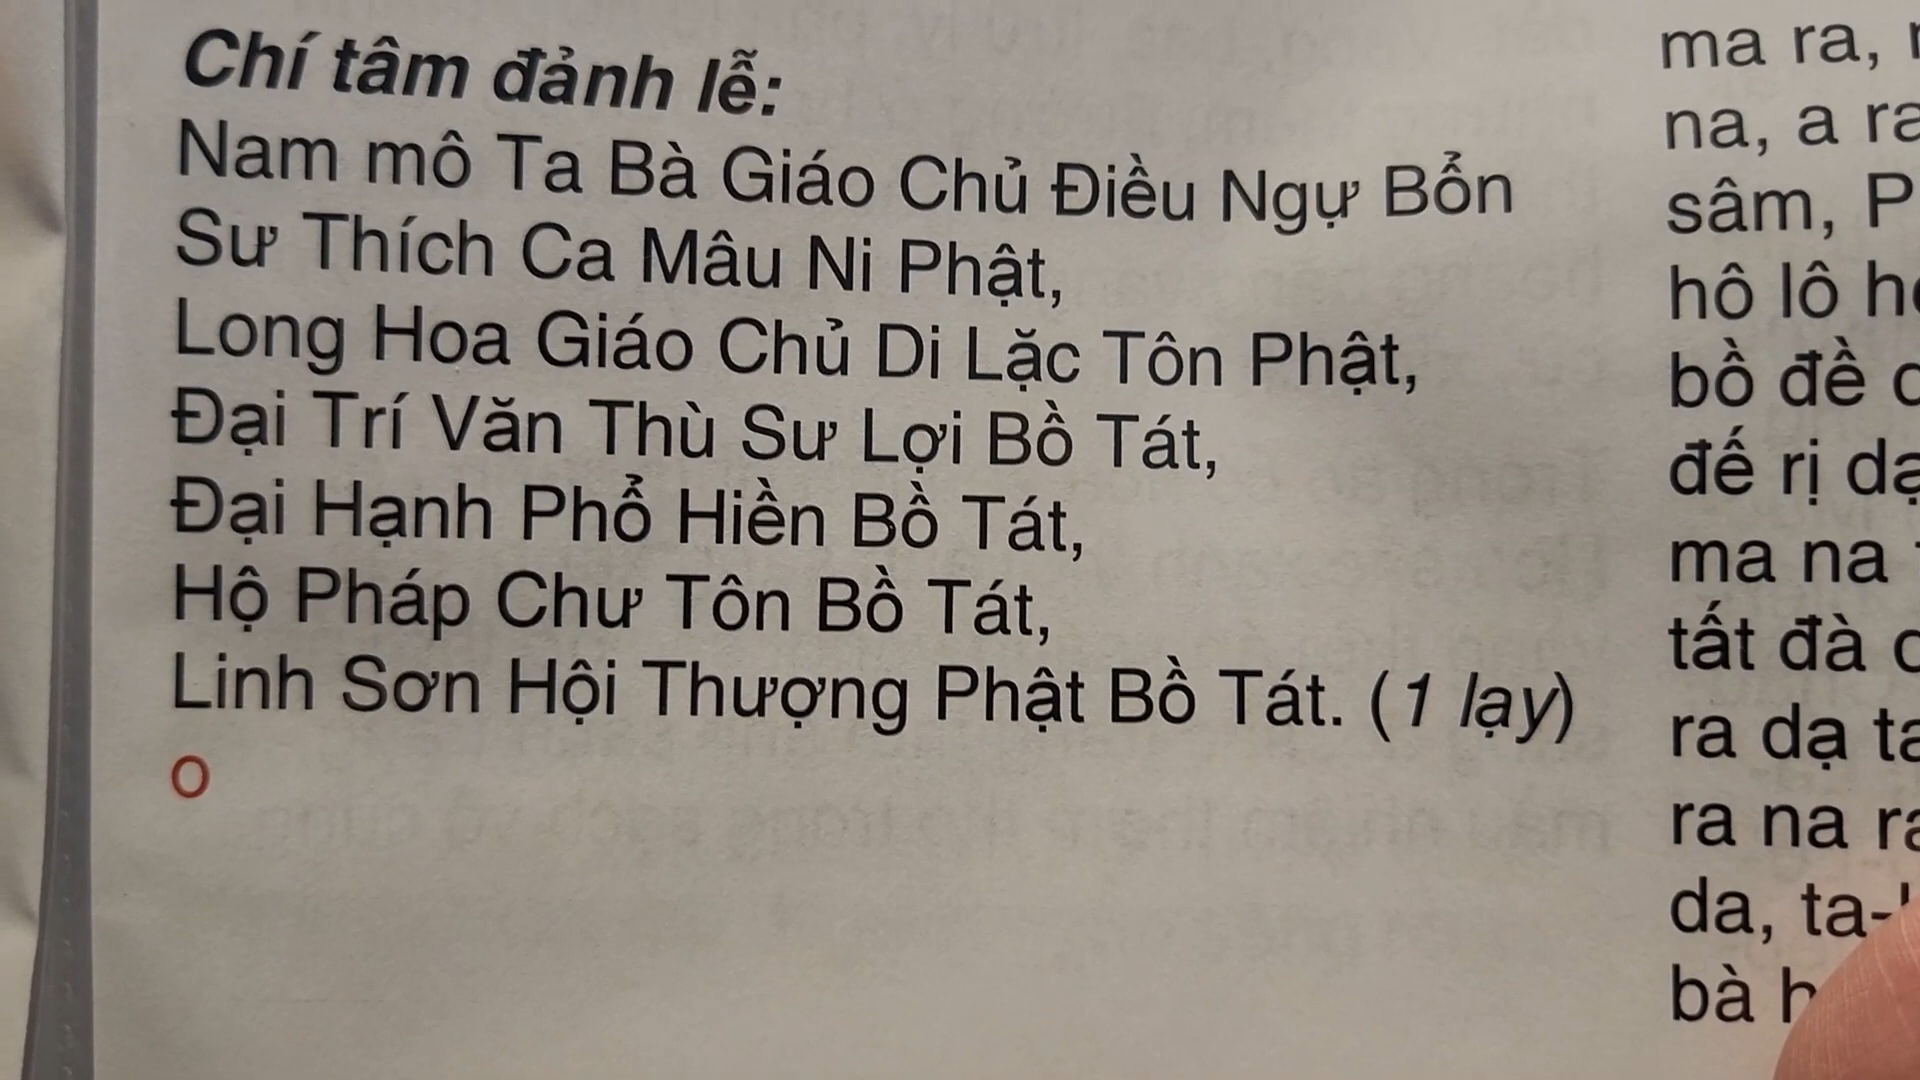 Chí tâm đảnh lễ:
Nam mô Ta Bà Giáo Chủ Điều Ngự Bổn
Sư Thích Ca Mâu Ni Phật,
Long Hoa Giáo Chủ Di Lặc Tôn Phật,
Đại Trí Văn Thù Sư Lợi Bồ Tát,
Đại Hạnh Phổ Hiền Bồ Tát,
Hộ Pháp Chư Tôn Bồ Tát,
Linh Sơn Hội Thượng Phật Bồ Tát. (1 lạy)
O
ma ra,
na, a
sâm,
hô lô
bồ đề
đế rị
ma na
tất đà
ra dạ
ra na
da,
bà